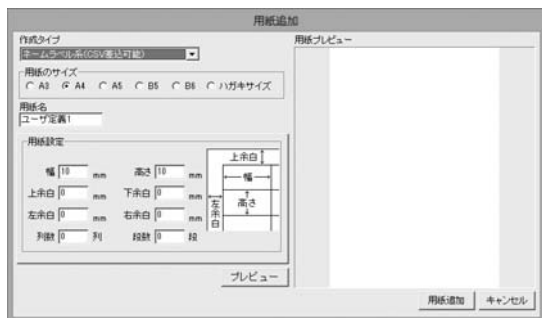 用紙追加
作成タイプ
ネームラベル系(CSV差込可能)
用紙のサイズ
A3 A4 A5 B5 B6 ハガキサイズ
用紙名
ユーザ定義1
用紙設定
幅 10 mm 高さ 10 mm
上余白 0 mm 下余白 0 mm
左余白 0 mm 右余白 0 mm
列数 0 列 段数 0 段
上余白
幅
左余白
高さ
プレビュー
用紙プレビュー
用紙追加 キャンセル